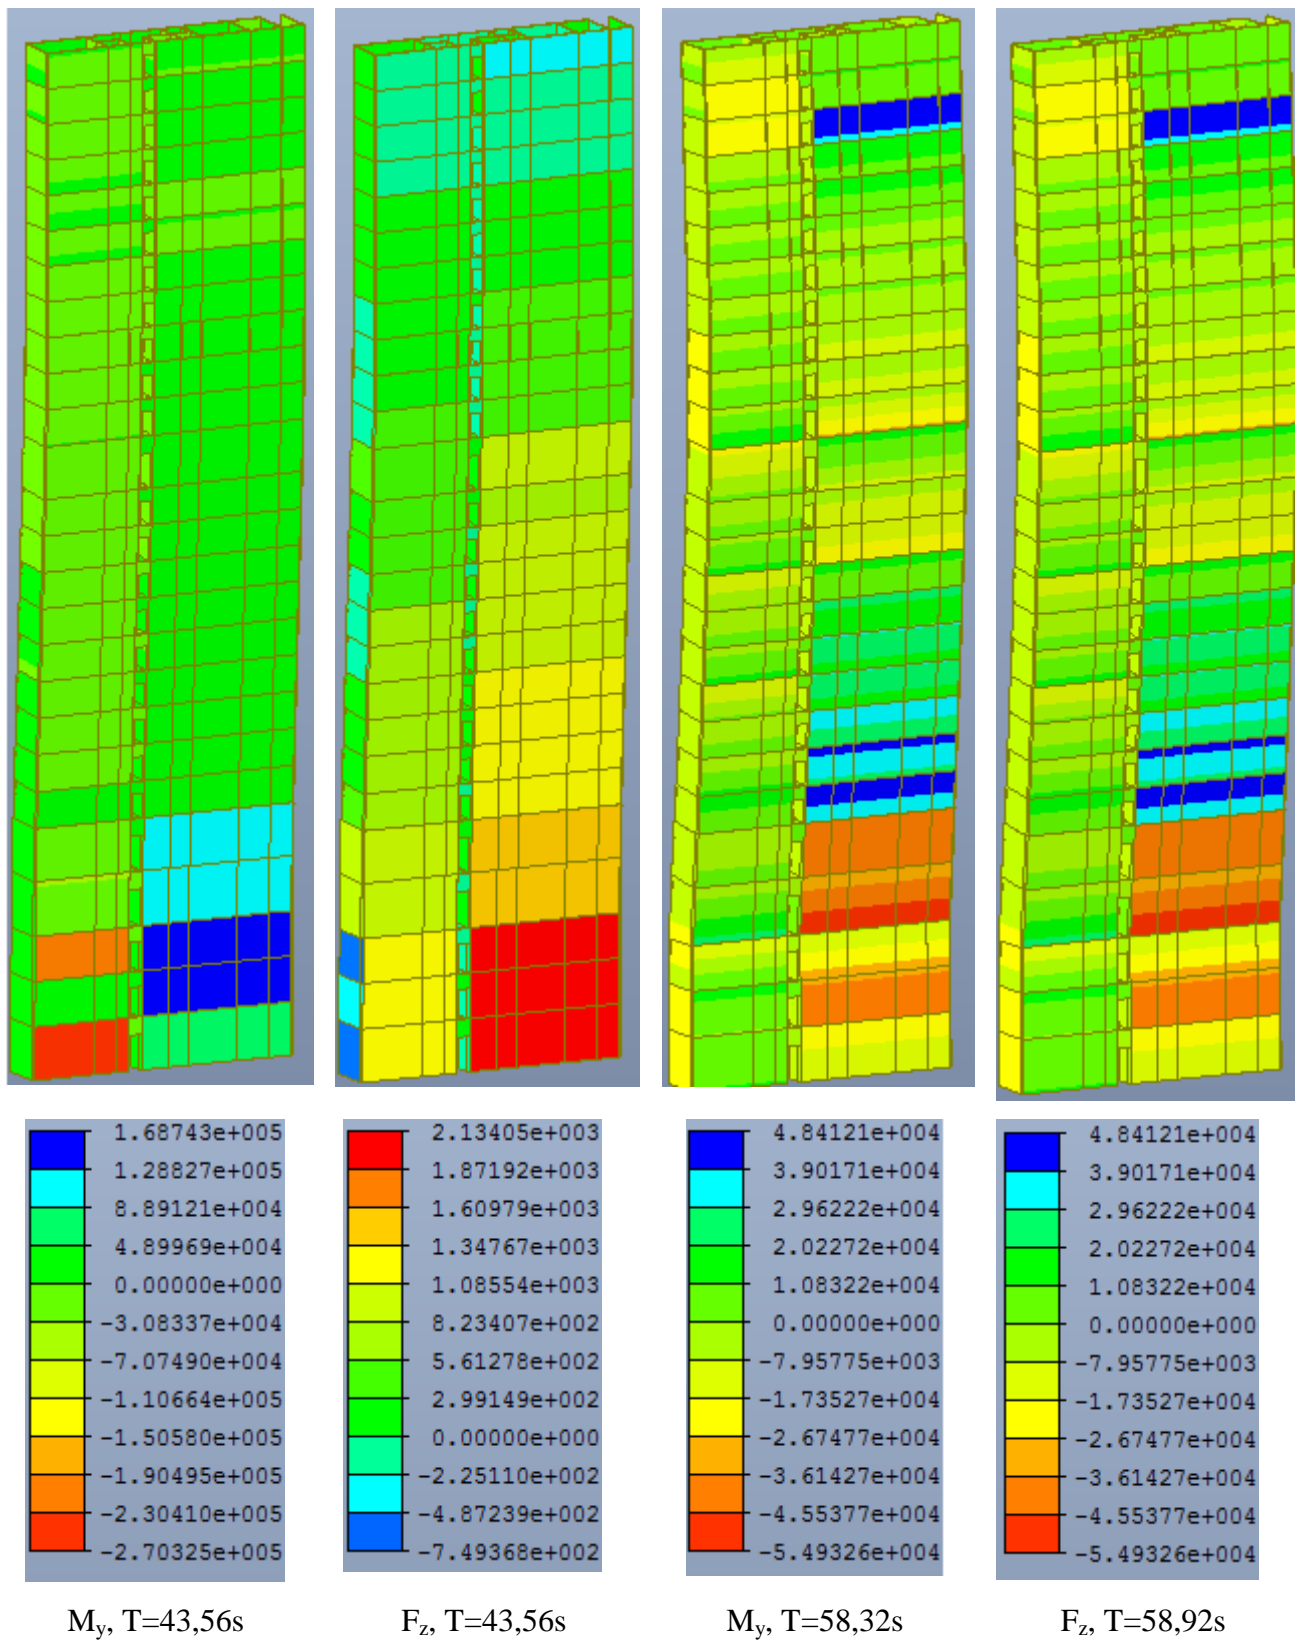 1.68743e+005
1.28827e+005
8.89121e+004
4.89969e+004
0.00000e+000
-3.08337e+004
-7.07490e+004
-1.10664e+005
-1.50580e+005
-1.90495e+005
-2.30410e+005
-2.70325e+005
2.13405e+003
1.87192e+003
1.60979e+003
1.34767e+003
1.08554e+003
8.23407e+002
5.61278e+002
2.99149e+002
0.00000e+000
-2.25110e+002
-4.87239e+002
-7.49368e+002
4.84121e+004
3.90171e+004
2.96222e+004
2.02272e+004
1.08322e+004
0.00000e+000
-7.95775e+003
-1.73527e+004
-2.67477e+004
-3.61427e+004
-4.55377e+004
-5.49326e+004
4.84121e+004
3.90171e+004
2.96222e+004
2.02272e+004
1.08322e+004
0.00000e+000
-7.95775e+003
-1.73527e+004
-2.67477e+004
-3.61427e+004
-4.55377e+004
-5.49326e+004
My, T=43,56s
Fz, T=43,56s
My, T=58,32s
Fz, T=58,92s